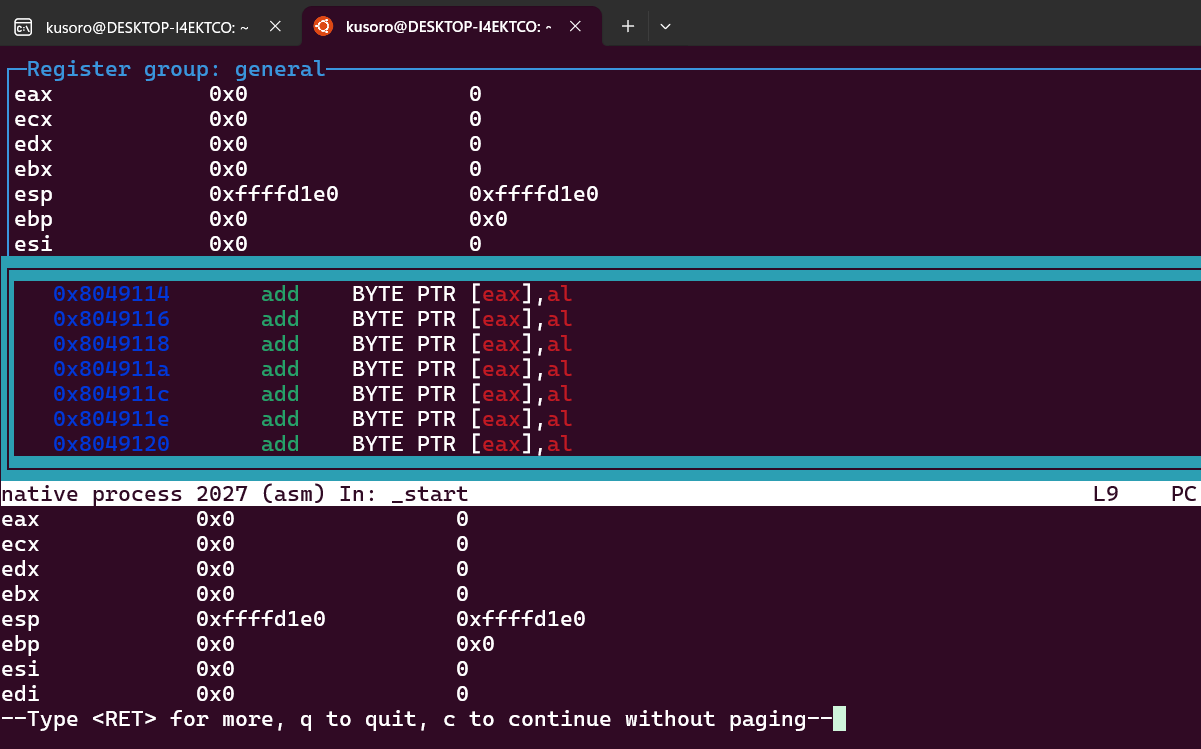 kusoro@DESKTOP-I4EKTCO: ~ kusoro@DESKTOP-I4EKTCO: ~
Register group: general
eax 0x0 0
ecx 0x0 0
edx 0x0 0
ebx 0x0 0
esp 0xffffd1e0 0xffffd1e0
ebp 0x0 0x0
esi 0x0 0
0x8049114 add BYTE PTR [eax],al
0x8049116 add BYTE PTR [eax],al
0x8049118 add BYTE PTR [eax],al
0x804911a add BYTE PTR [eax],al
0x804911c add BYTE PTR [eax],al
0x804911e add BYTE PTR [eax],al
0x8049120 add BYTE PTR [eax],al
native process 2027 (asm) In: _start L9 PC
eax 0x0 0
ecx 0x0 0
edx 0x0 0
ebx 0x0 0
esp 0xffffd1e0 0xffffd1e0
ebp 0x0 0x0
esi 0x0 0
edi 0x0 0
--Type <RET> for more, q to quit, c to continue without paging--